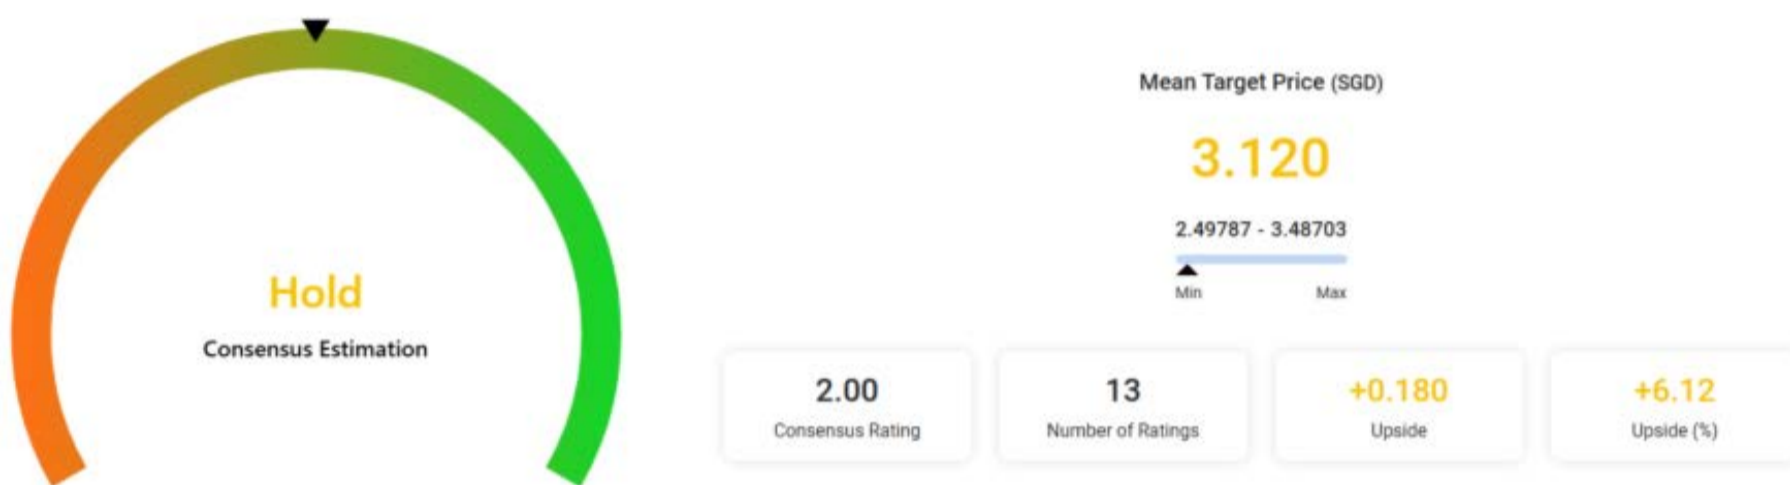 Hold
Consensus Estimation
Mean Target Price (SGD)
3.120
2.49787 - 3.48703
Min Max
2.00 13 +0.180 +6.12
Consensus Rating Number of Ratings Upside Upside (%)